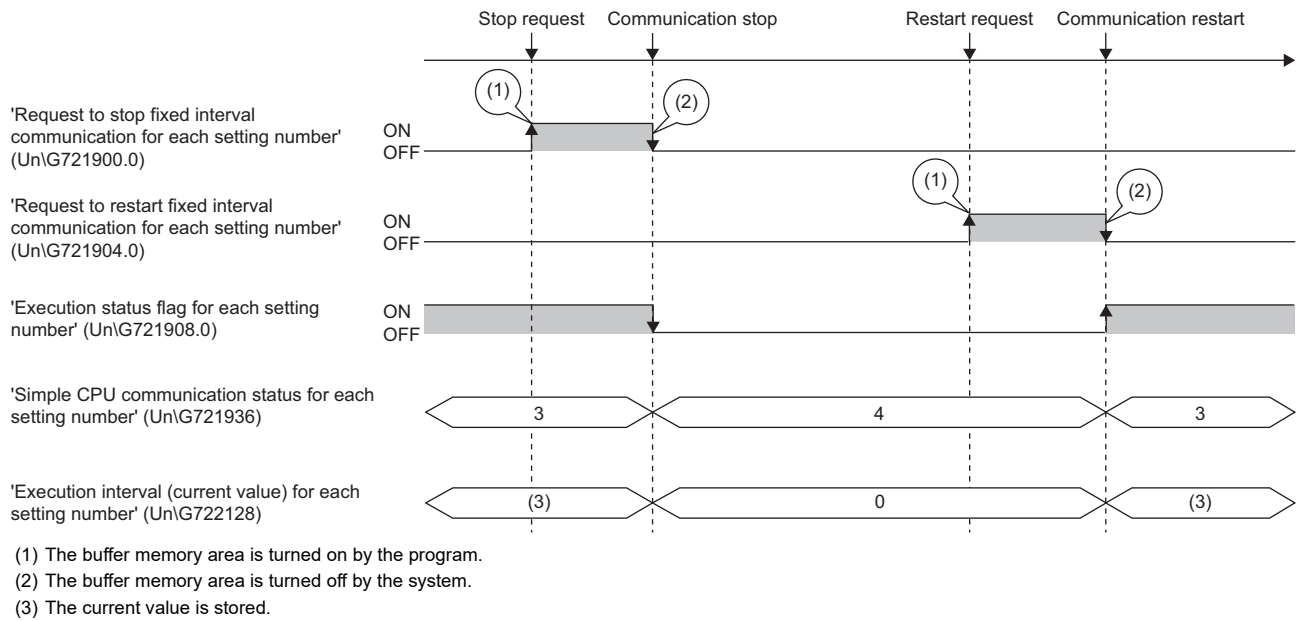 Stop request Communication stop Restart request Communication restart
(1) (2)
'Request to stop fixed interval
communication for each setting number'
(Un\G721900.0)
ON
OFF
(1) (2)
'Request to restart fixed interval
communication for each setting number'
(Un\G721904.0)
ON
OFF
'Execution status flag for each setting
number' (Un\G721908.0)
ON
OFF
'Simple CPU communication status for each
setting number' (Un\G721936)
3 4 3
'Execution interval (current value) for each
setting number' (Un\G722128)
(3) 0 (3)
(1) The buffer memory area is turned on by the program.
(2) The buffer memory area is turned off by the system.
(3) The current value is stored.